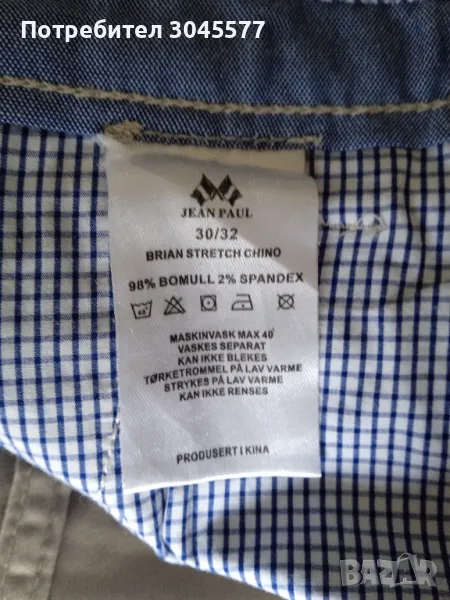 Потребител 3045577
JEAN PAUL
30/32
BRIAN STRETCH CHINO
98% BOMULL 2% SPANDEX
MASKINVASK MAX 40°
VASKES SEPARAT
KAN IKKE BLEKES
TØRKETROMMEL PÅ LAV VARME
STRYKES PÅ LAV VARME
KAN IKKE RENSES
PRODUSERT I KINA
BAZAR